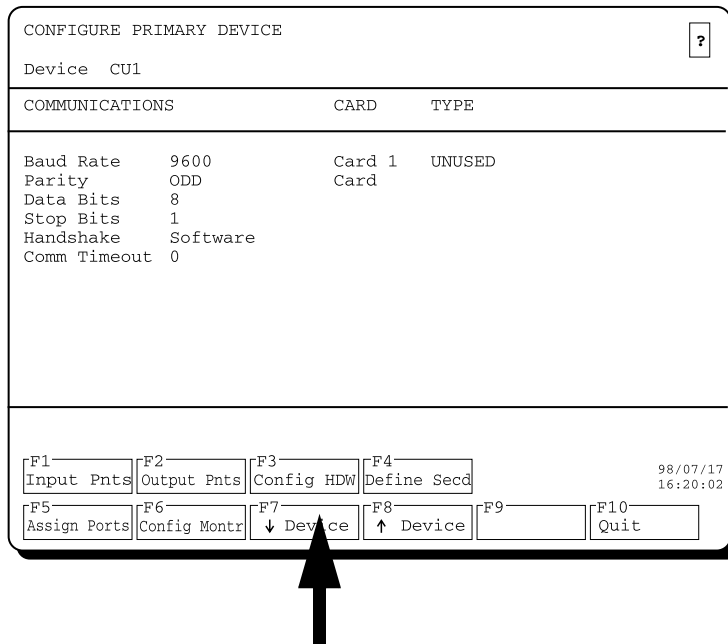 CONFIGURE PRIMARY DEVICE
?
Device CU1
COMMUNICATIONS CARD TYPE
Baud Rate 9600 Card 1 UNUSED
Parity ODD Card
Data Bits 8
Stop Bits 1
Handshake Software
Comm Timeout 0
F1 F2 F3 F4
Input Pnts Output Pnts Config HDW Define Secd
98/07/17
16:20:02
F5 F6 F7 F8 F9 F10
Assign Ports Config Montr ↓ Device ↑ Device Quit